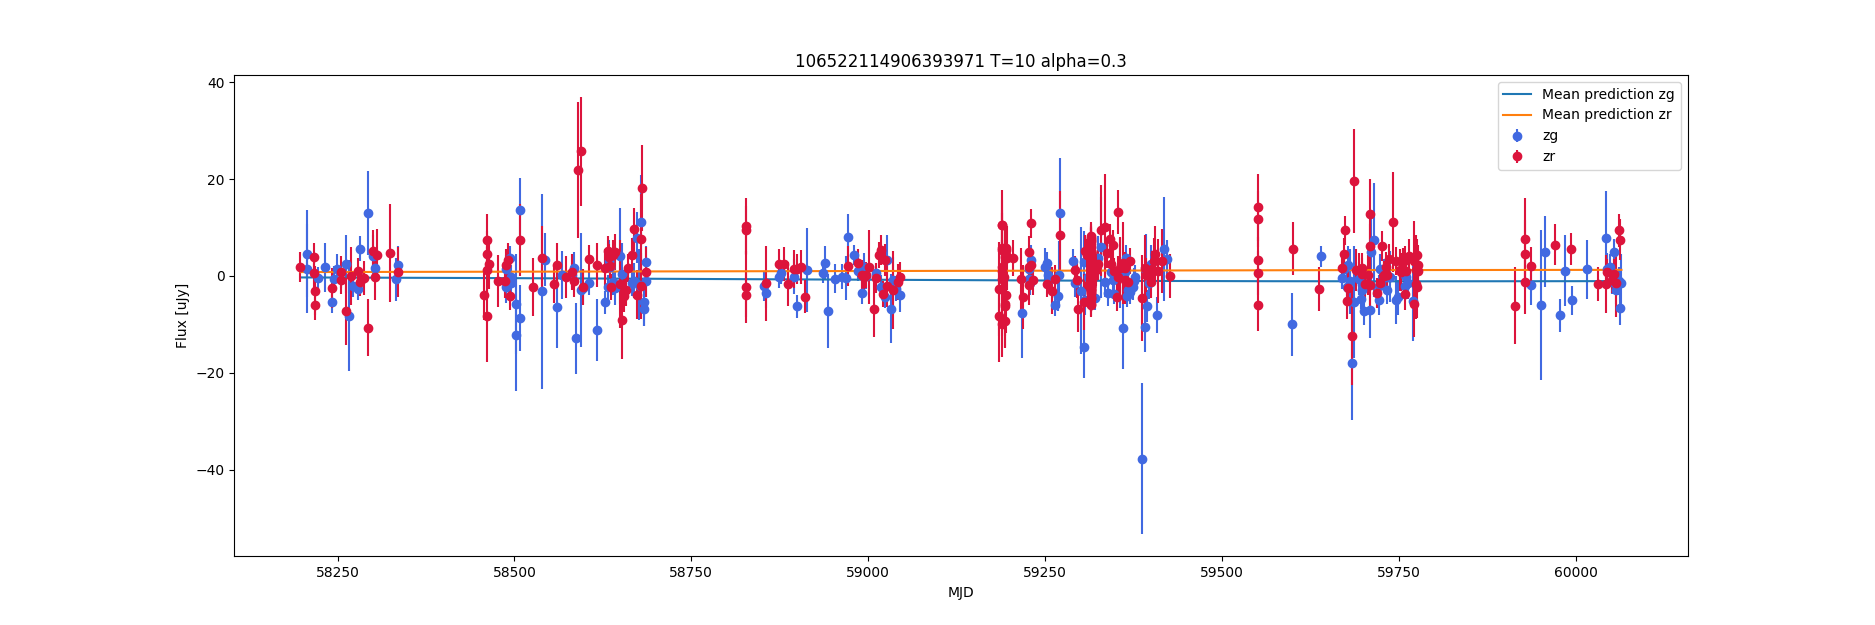 106522114906393971 T=10 alpha=0.3
40
20
0
−20
−40
Flux [uJy]
58250
58500
58750
59000
59250
59500
59750
60000
MJD
Mean prediction zg
Mean prediction zr
zg
zr